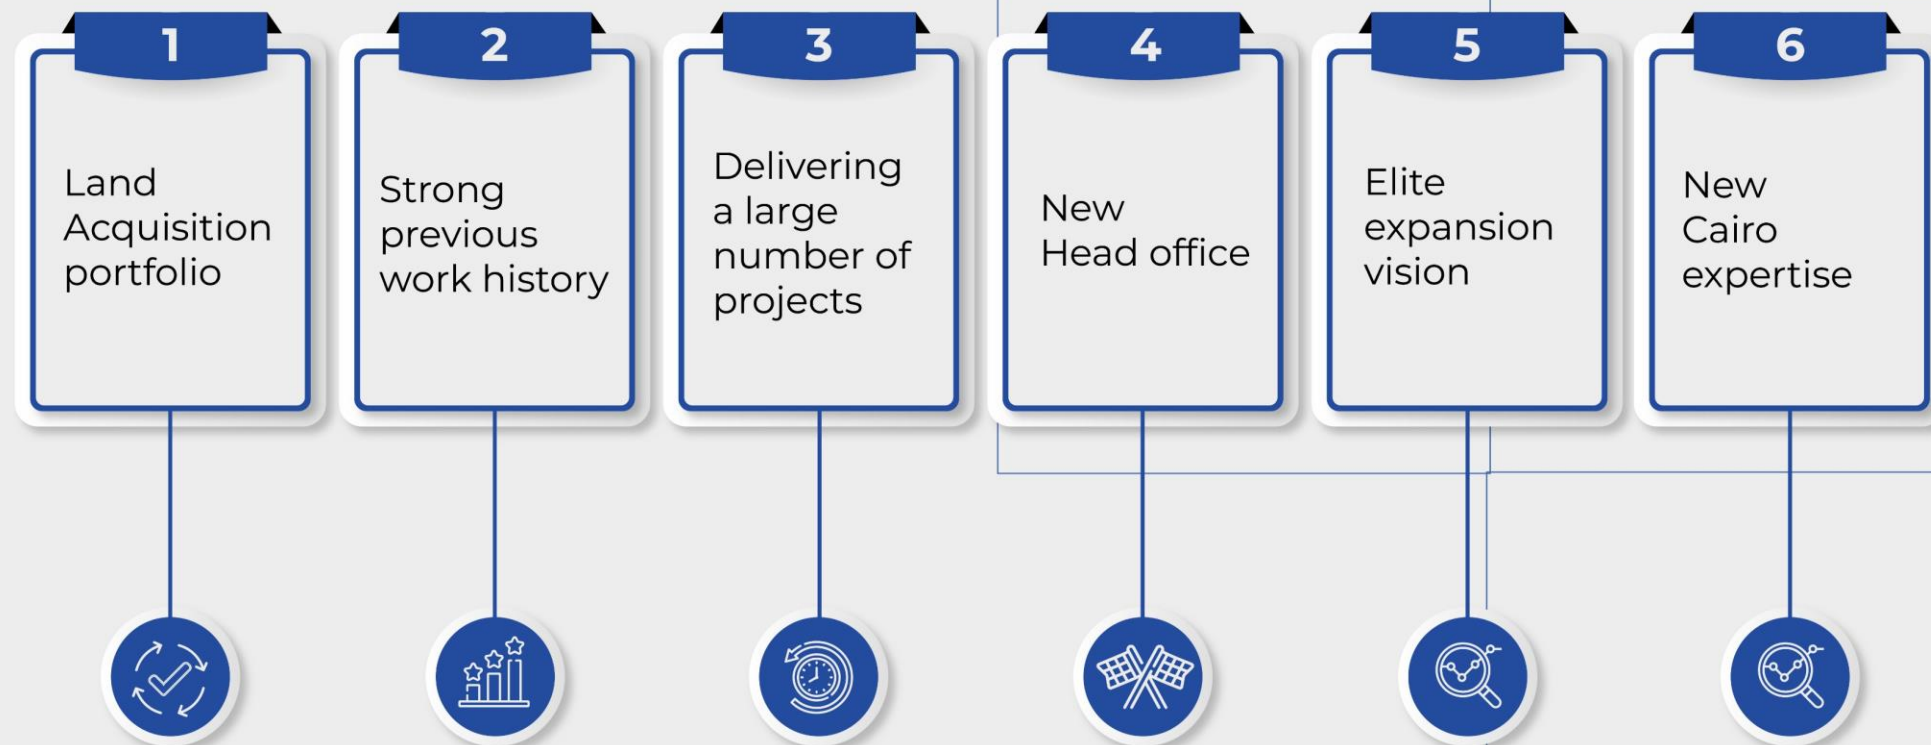 1
Land
Acquisition
portfolio
2
Strong
previous
work history
3
Delivering
a large
number of
projects
4
New
Head office
5
Elite
expansion
vision
6
New
Cairo
expertise